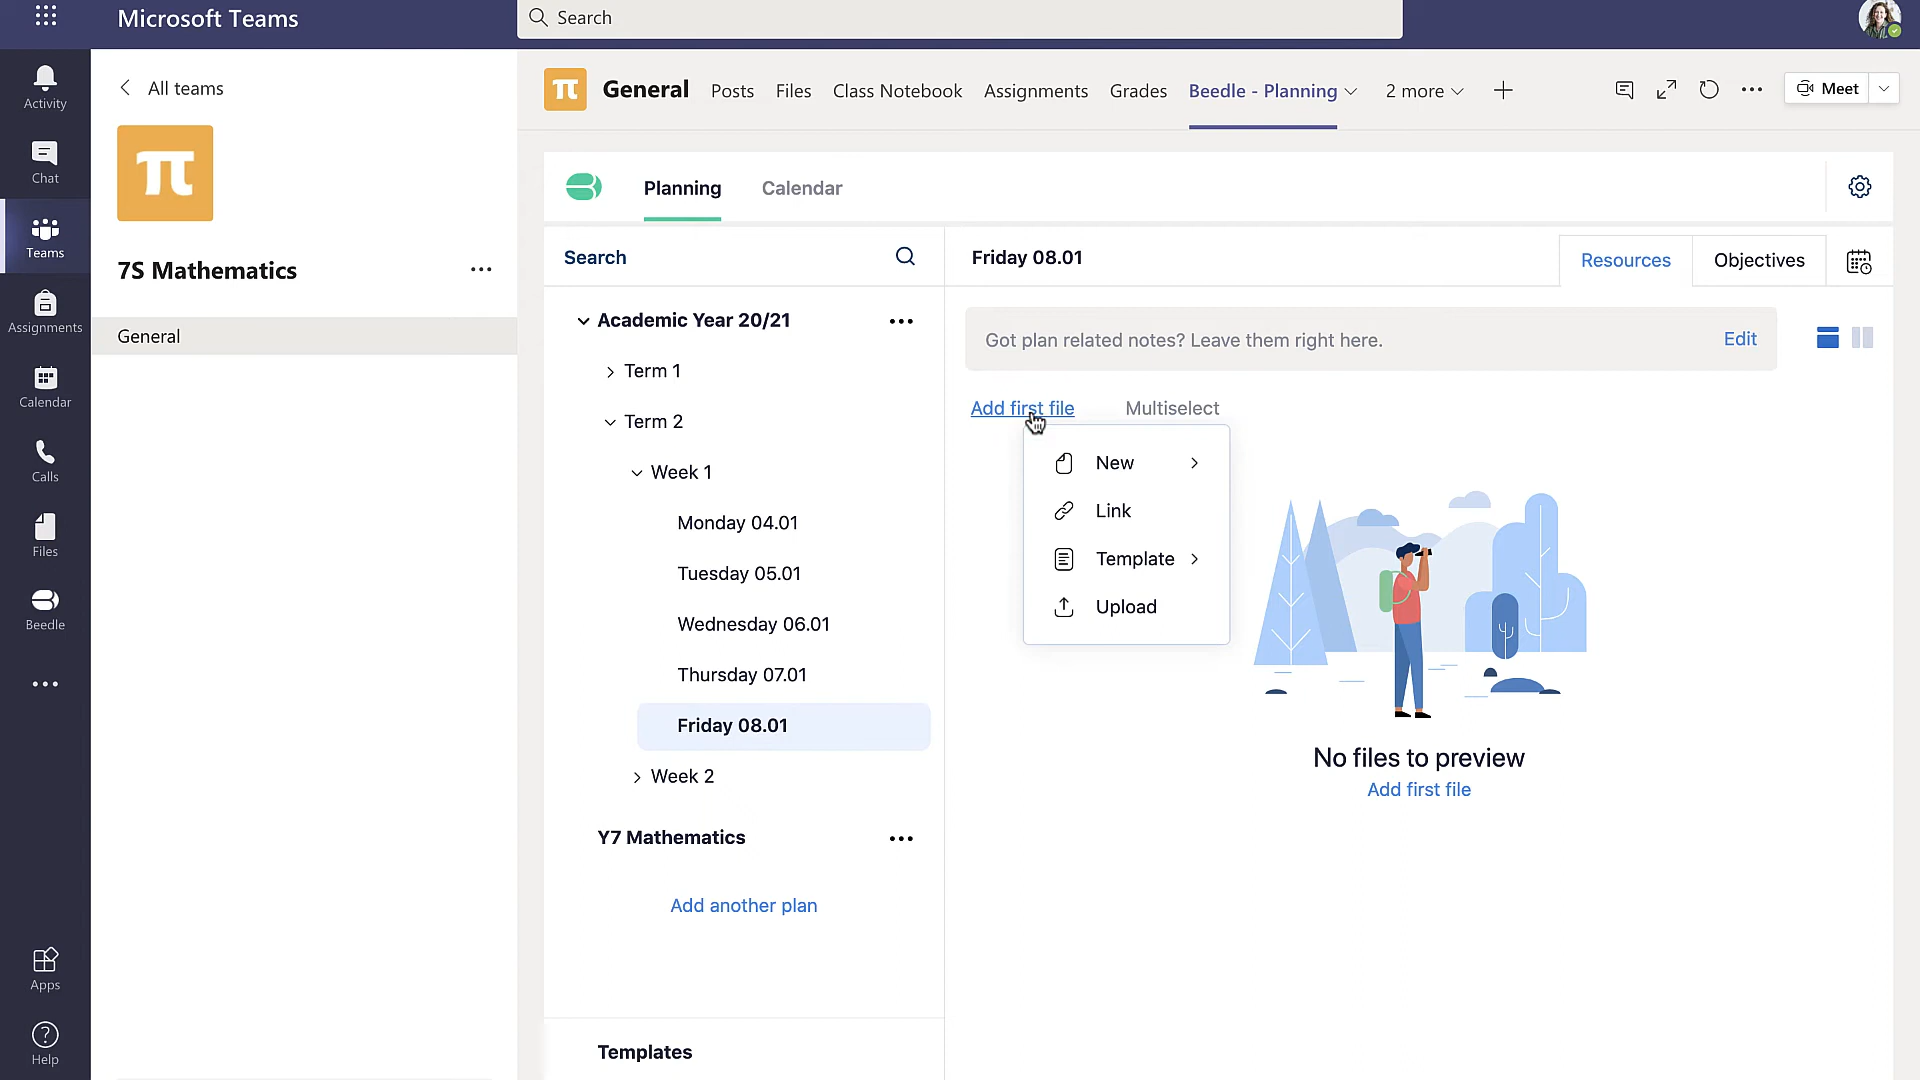 Microsoft Teams
Search
Activity
Chat
Teams
Assignments
Calendar
Calls
Files
Beedle
Apps
Help
All teams
π
7S Mathematics
General
π
General Posts Files Class Notebook Assignments Grades Beedle - Planning 2 more Meet
Planning Calendar
Search
Academic Year 20/21
Term 1
Term 2
Week 1
Monday 04.01
Tuesday 05.01
Wednesday 06.01
Thursday 07.01
Friday 08.01
Week 2
Y7 Mathematics
Add another plan
Templates
Friday 08.01
Resources Objectives
Got plan related notes? Leave them right here. Edit
Add first file Multiselect
New
Link
Template
Upload
No files to preview
Add first file